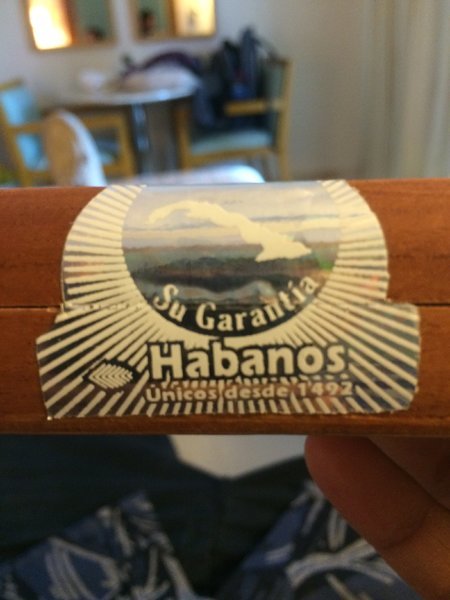 Su Garantía
Habanos
Únicos desde 1492